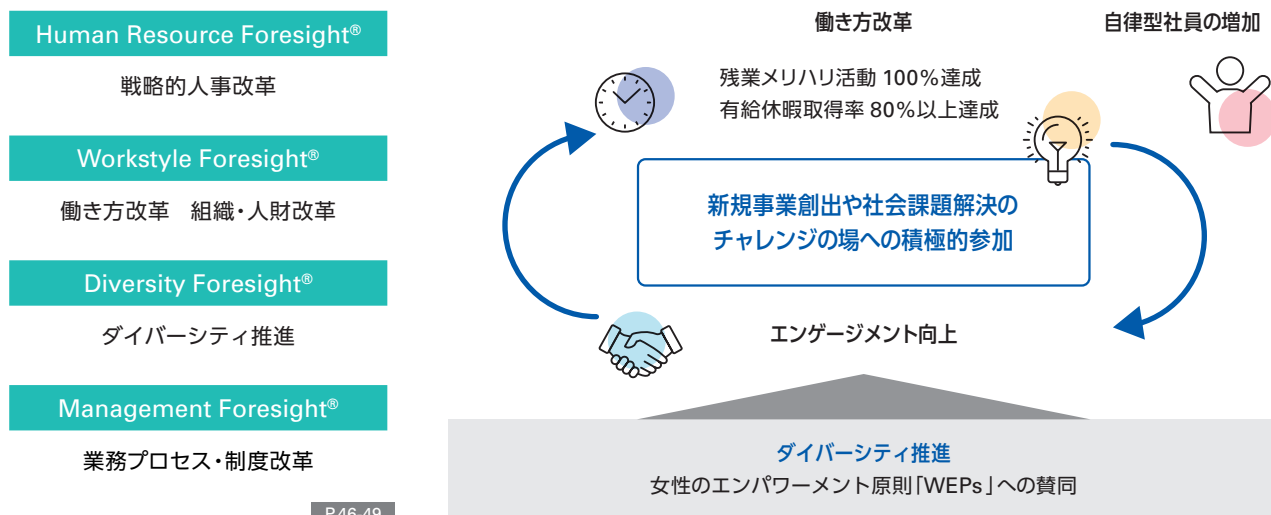 Human Resource Foresight®
戦略的人事改革
Workstyle Foresight®
働き方改革　組織・人財改革
Diversity Foresight®
ダイバーシティ推進
Management Foresight®
業務プロセス・制度改革
P.46-49
働き方改革
残業メリハリ活動 100％達成
有給休暇取得率 80％以上達成
自律型社員の増加
新規事業創出や社会課題解決の
チャレンジの場への積極的参加
エンゲージメント向上
ダイバーシティ推進
女性のエンパワーメント原則「WEPs」への賛同